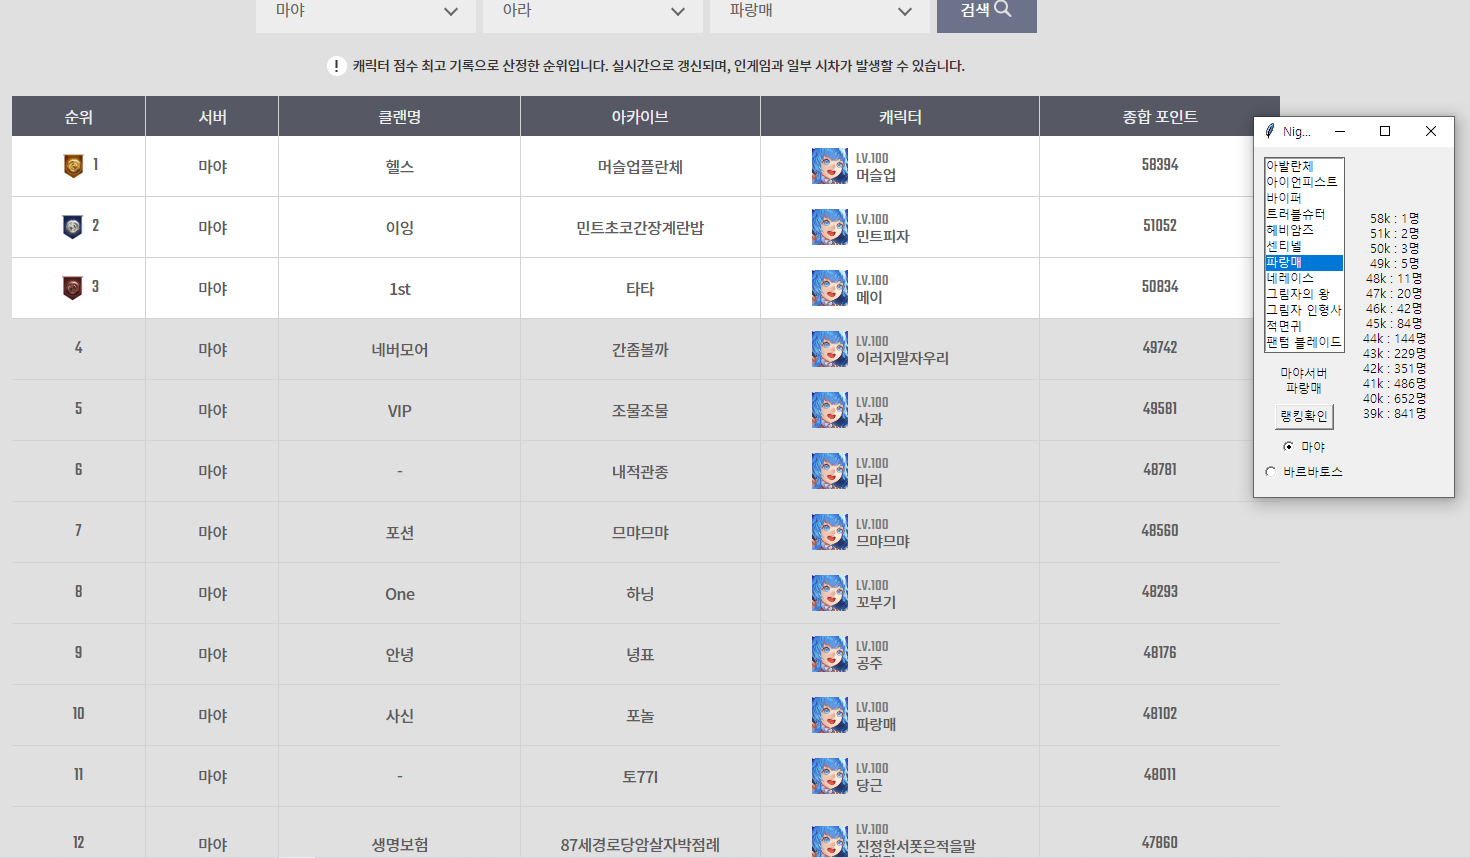 마야
아라
파랑매
검색
! 캐릭터 점수 최고 기록으로 산정한 순위입니다. 실시간으로 갱신되며, 인게임과 일부 시차가 발생할 수 있습니다.
순위 서버 클랜명 아카이브 캐릭터 종합 포인트
1 마야 헬스 머슬업플란체 LV.100 58394
머슬업
2 마야 이잉 민트초코간장계란밥 LV.100 51052
민트피자
3 마야 1st 타타 LV.100 50834
메이
4 마야 네버모어 간좀볼까 LV.100 49742
이러지말자우리
5 마야 VIP 조물조물 LV.100 49581
사과
6 마야 - 내적관종 LV.100 48781
마리
7 마야 포션 므먀므먀 LV.100 48560
므먀므먀
8 마야 One 하닝 LV.100 48293
꼬부기
9 마야 안녕 녕표 LV.100 48176
공주
10 마야 사신 포놀 LV.100 48102
파랑매
11 마야 - 토77I LV.100 48011
당근
12 마야 생명보험 87세경로당암살자박점례 LV.100 47860
진정한서폿은적을말
Nig...
아발란체
아이언피스트
바이퍼
트러블슈터
헤비암즈
센티넬
파랑매
네레이스
그림자의 왕
그림자 인형사
적면귀
팬텀 블레이드
58k : 1명
51k : 2명
50k : 3명
49k : 5명
48k : 11명
47k : 20명
46k : 42명
45k : 84명
44k : 144명
43k : 229명
42k : 351명
41k : 486명
40k : 652명
39k : 841명
마야서버
파랑매
랭킹확인
마야
바르바토스